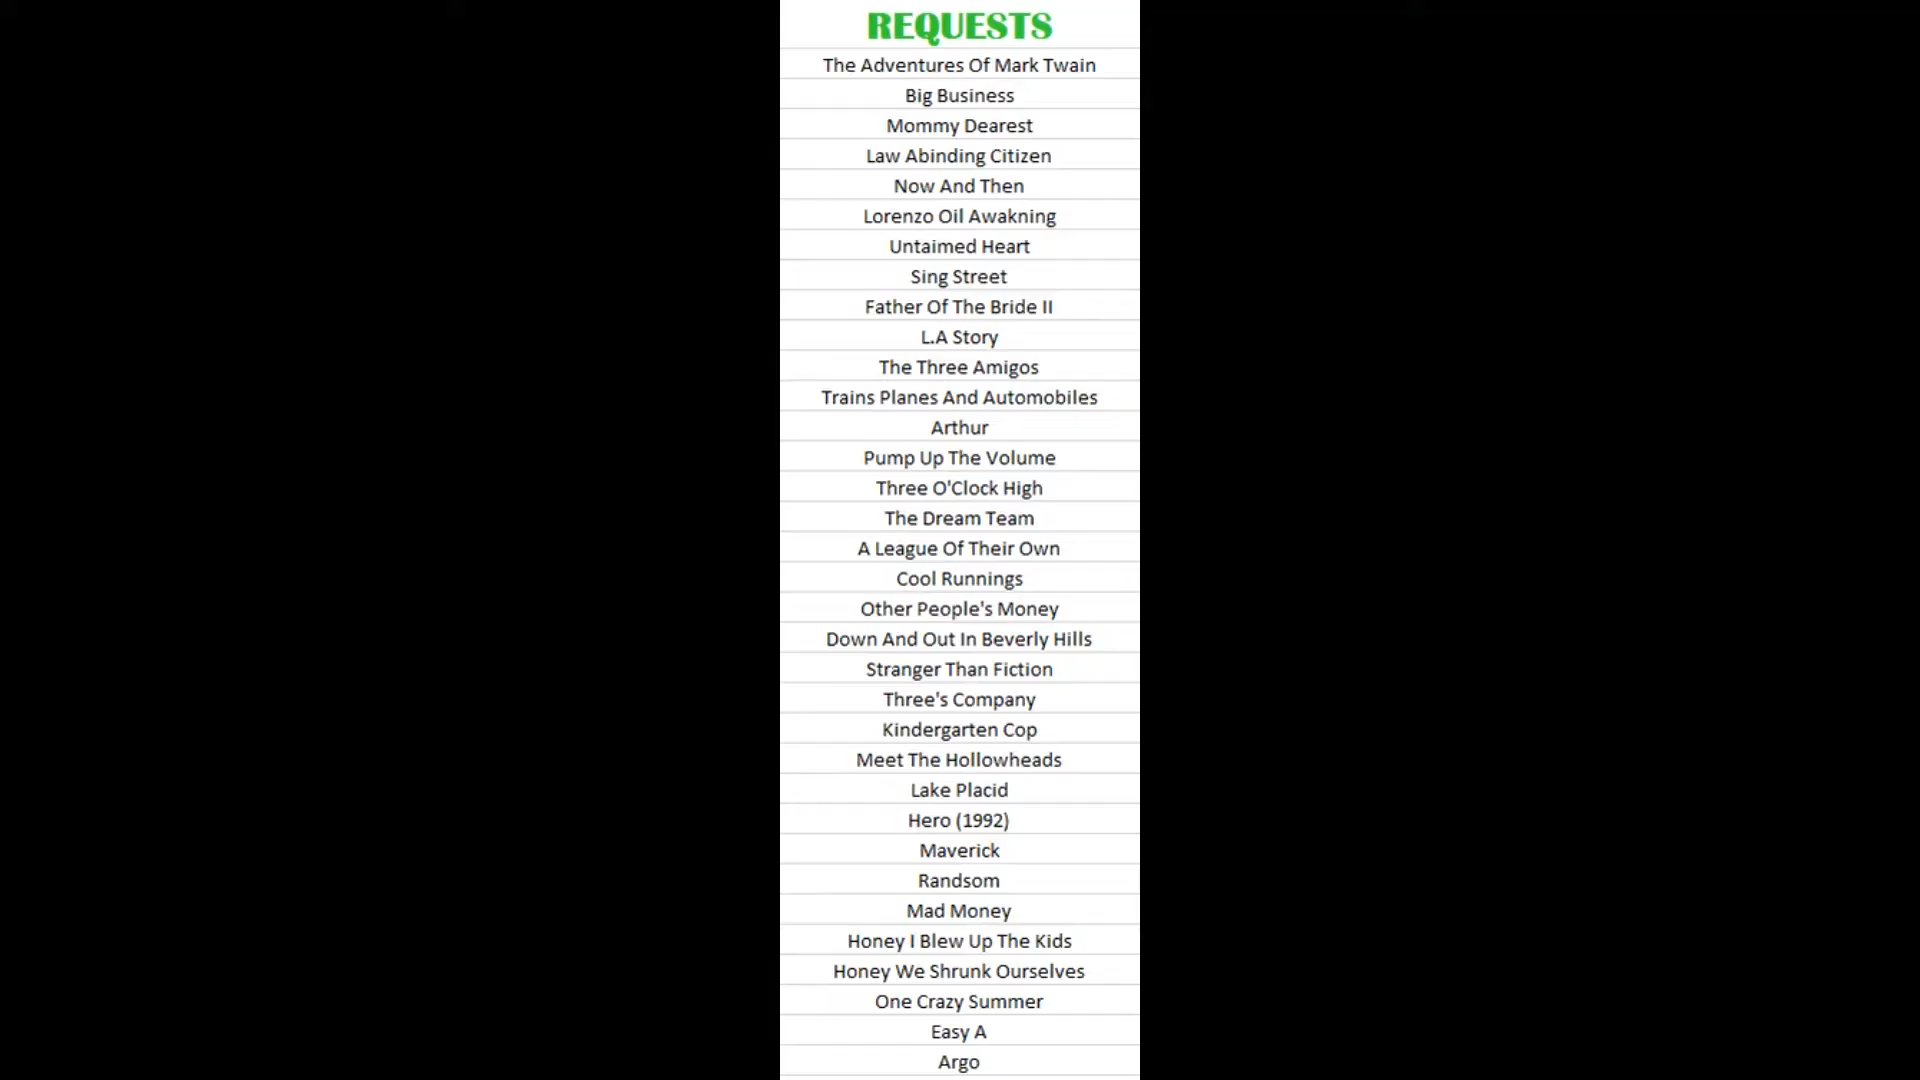 REQUESTS
The Adventures Of Mark Twain
Big Business
Mommy Dearest
Law Abinding Citizen
Now And Then
Lorenzo Oil Awakning
Untaimed Heart
Sing Street
Father Of The Bride II
L.A Story
The Three Amigos
Trains Planes And Automobiles
Arthur
Pump Up The Volume
Three O'Clock High
The Dream Team
A League Of Their Own
Cool Runnings
Other People's Money
Down And Out In Beverly Hills
Stranger Than Fiction
Three's Company
Kindergarten Cop
Meet The Hollowheads
Lake Placid
Hero (1992)
Maverick
Randsom
Mad Money
Honey I Blew Up The Kids
Honey We Shrunk Ourselves
One Crazy Summer
Easy A
Argo